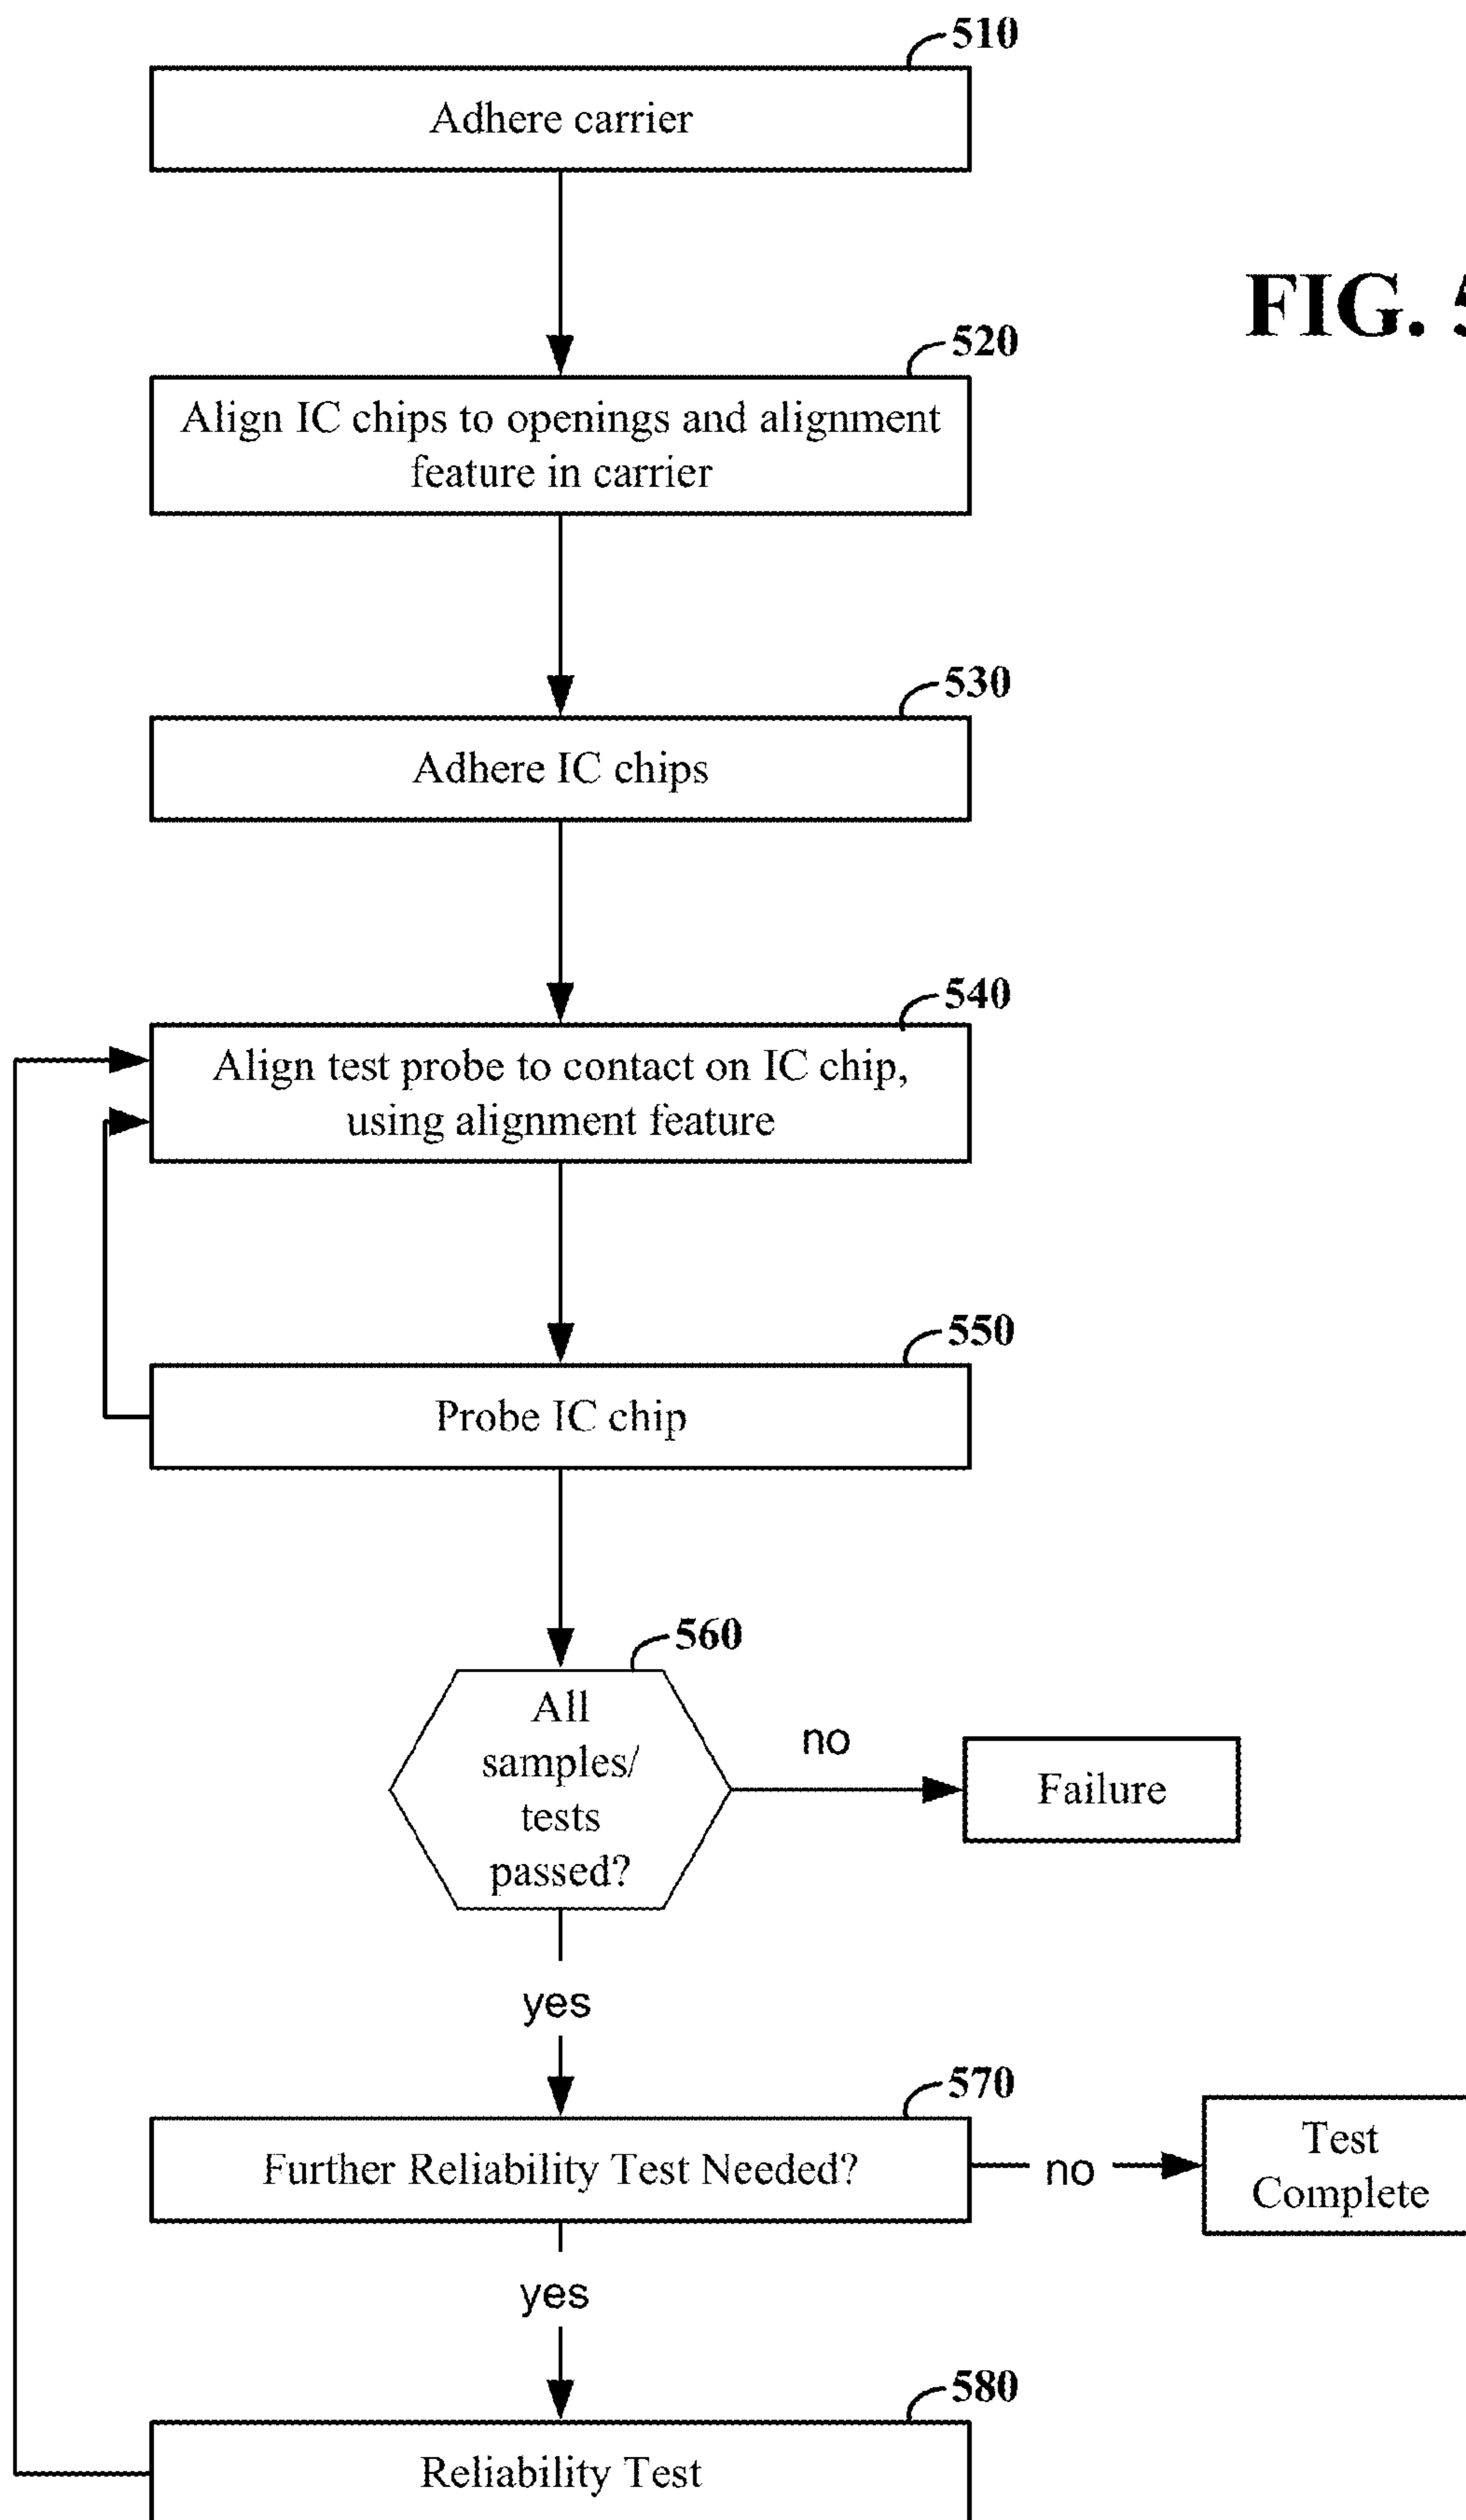 510
Adhere carrier
FIG. 5
520
Align IC chips to openings and alignment
feature in carrier
530
Adhere IC chips
540
Align test probe to contact on IC chip,
using alignment feature
550
Probe IC chip
560
All
samples/
tests
passed?
no
Failure
yes
570
Further Reliability Test Needed?
no
Test
Complete
yes
580
Reliability Test